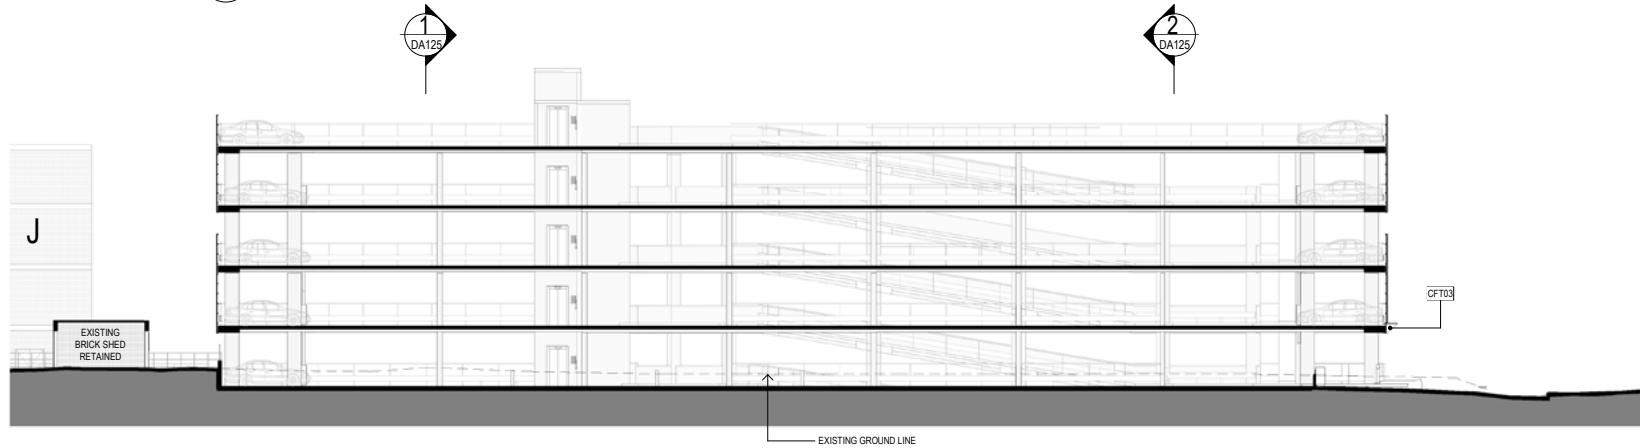 1
DA125
2
DA125
J
CFT03
EXISTING
BRICK SHED
RETAINED
EXISTING GROUND LINE